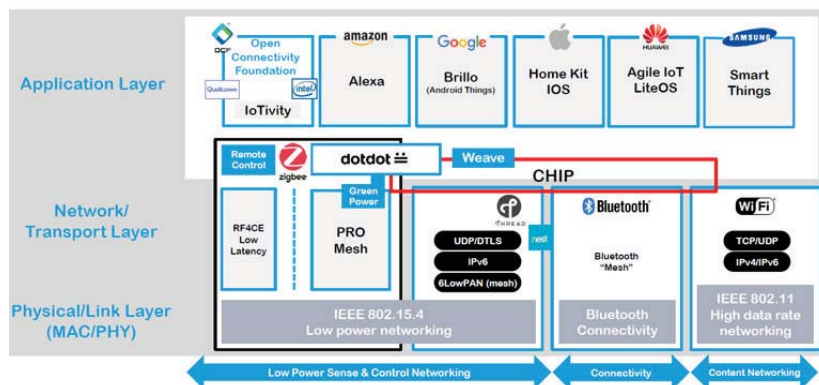 Application Layer
OCF
Open
Connectivity
Foundation
Qualcomm
intel
IoTivity
amazon
Alexa
Google
Brillo
(Android Things)
Home Kit
IOS
HUAWEI
Agile IoT
LiteOS
SAMSUNG
Smart
Things
Remote
Control
zigbee
dotdot
Weave
CHIP
Green
Power
Network/
Transport Layer
RF4CE
Low
Latency
PRO
Mesh
THREAD
UDP/DTLS
IPv6
6LowPAN (mesh)
nest
Bluetooth
Bluetooth
"Mesh"
WiFi
TCP/UDP
IPv4/IPv6
Physical/Link Layer
(MAC/PHY)
IEEE 802.15.4
Low power networking
Bluetooth
Connectivity
IEEE 802.11
High data rate
networking
Low Power Sense & Control Networking
Connectivity
Content Networking